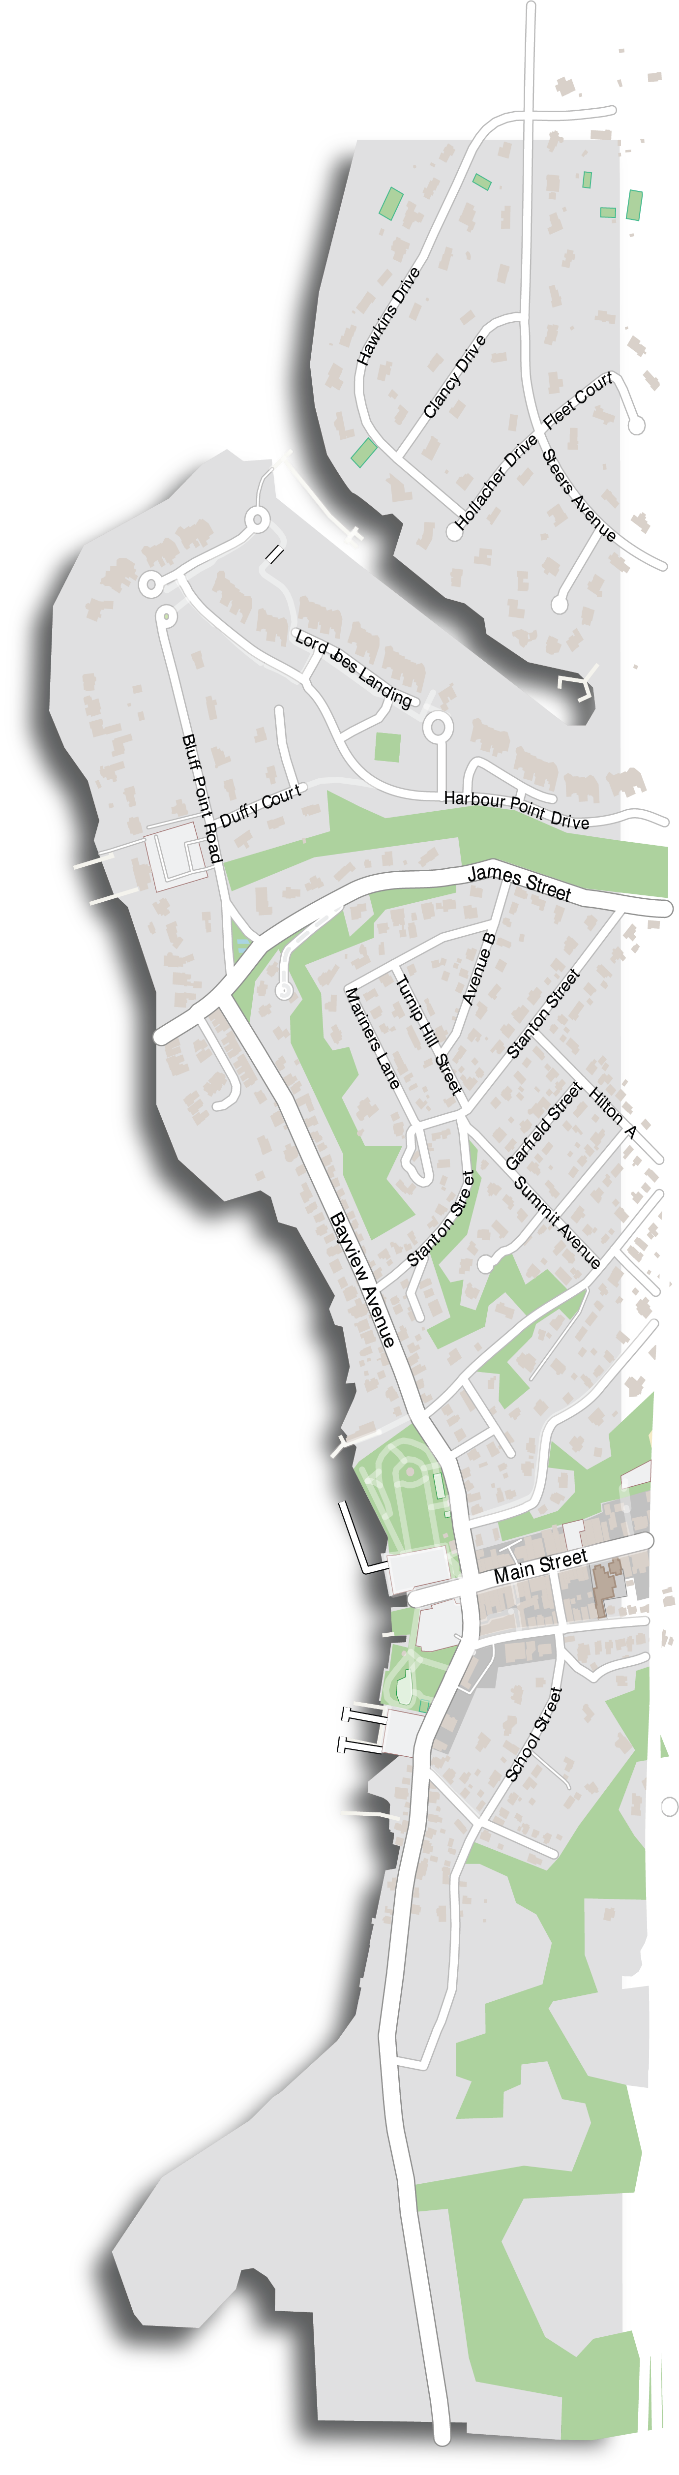 Hawkins Drive
Clancy Drive
Fleet Court
Hollacher Drive
Steers Avenue
Lord Joes Landing
Bluff Point Road
Duffy Court
Harbour Point Drive
James Street
Avenue B
Turnip Hill Street
Mariners Lane
Stanton Street
Garfield Street
Hilton A
Summit Avenue
Stanton Street
Bayview Avenue
Main Street
School Street